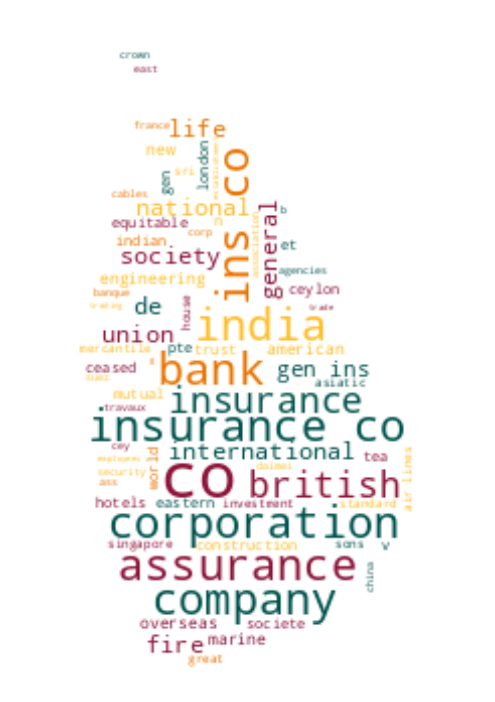 crown
east
france life
new london
gen sri
ins co
cables
national
general
b
equitable n
corp
association
indian
et
society
agencies
engineering
banque ceylon
trading de house
trade
india
union
mercantile pte trust american
ceased bank gen ins
suez
asiatic
mutual insurance
travaux
insurance co
cey international tea
employees world
daimei
security co british
ass
air lines
hotels eastern investment standard
corporation
singapore construction sons v
assurance
china
company
overseas societe
fire marine
great